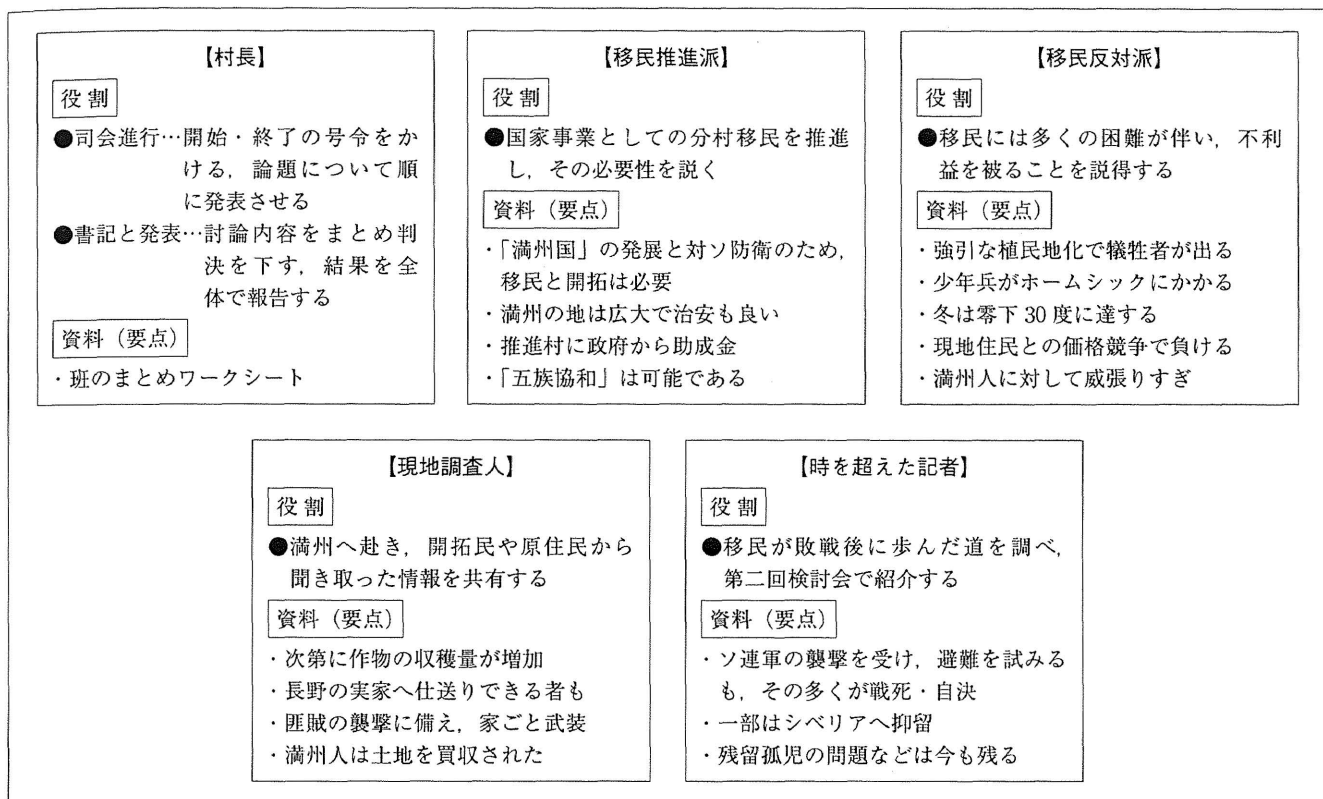 【村長】
役割
●司会進行…開始・終了の号令をか
ける，論題について順
に発表させる
●書記と発表…討論内容をまとめ判
決を下す，結果を全
体で報告する
資料（要点）
・班のまとめワークシート
【移民推進派】
役割
●国家事業としての分村移民を推進
し，その必要性を説く
資料（要点）
・「満州国」の発展と対ソ防衛のため，
移民と開拓は必要
・満州の地は広大で治安も良い
・推進村に政府から助成金
・「五族協和」は可能である
【移民反対派】
役割
●移民には多くの困難が伴い，不利
益を被ることを説得する
資料（要点）
・強引な植民地化で犠牲者が出る
・少年兵がホームシックにかかる
・冬は零下30度に達する
・現地住民との価格競争で負ける
・満州人に対して威張りすぎ
【現地調査人】
役割
●満州へ赴き，開拓民や原住民から
聞き取った情報を共有する
資料（要点）
・次第に作物の収穫量が増加
・長野の実家へ仕送りできる者も
・匪賊の襲撃に備え，家ごと武装
・満州人は土地を買収された
【時を超えた記者】
役割
●移民が敗戦後に歩んだ道を調べ，
第二回検討会で紹介する
資料（要点）
・ソ連軍の襲撃を受け，避難を試みる
も，その多くが戦死・自決
・一部はシベリアへ抑留
・残留孤児の問題などは今も残る